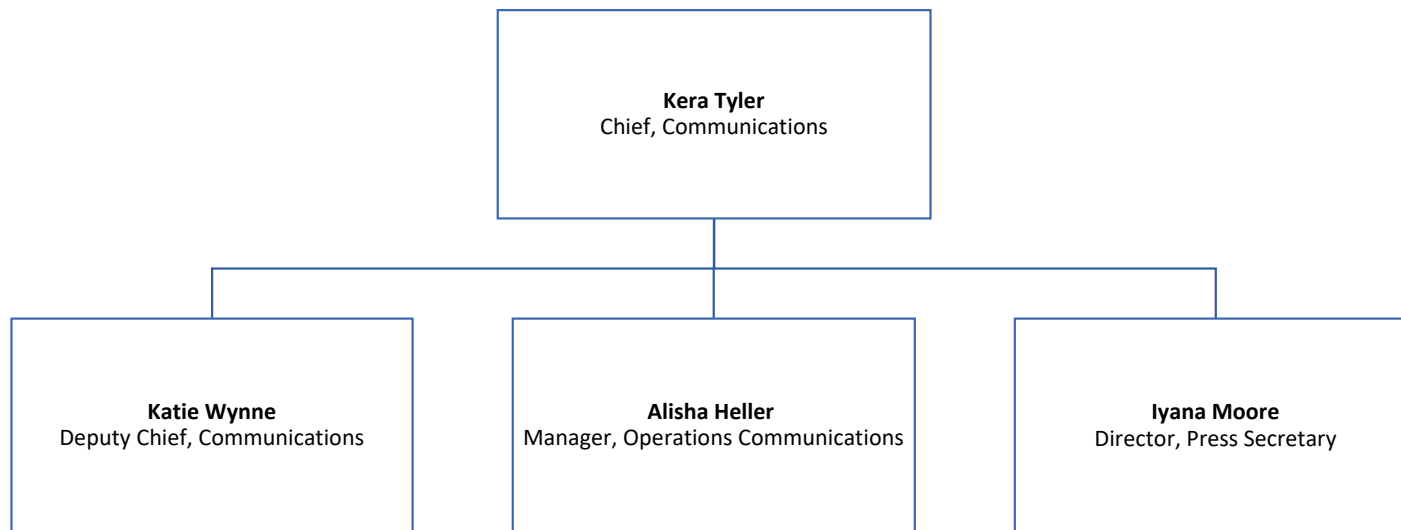 Kera Tyler
Chief, Communications
Katie Wynne
Deputy Chief, Communications
Alisha Heller
Manager, Operations Communications
Iyana Moore
Director, Press Secretary